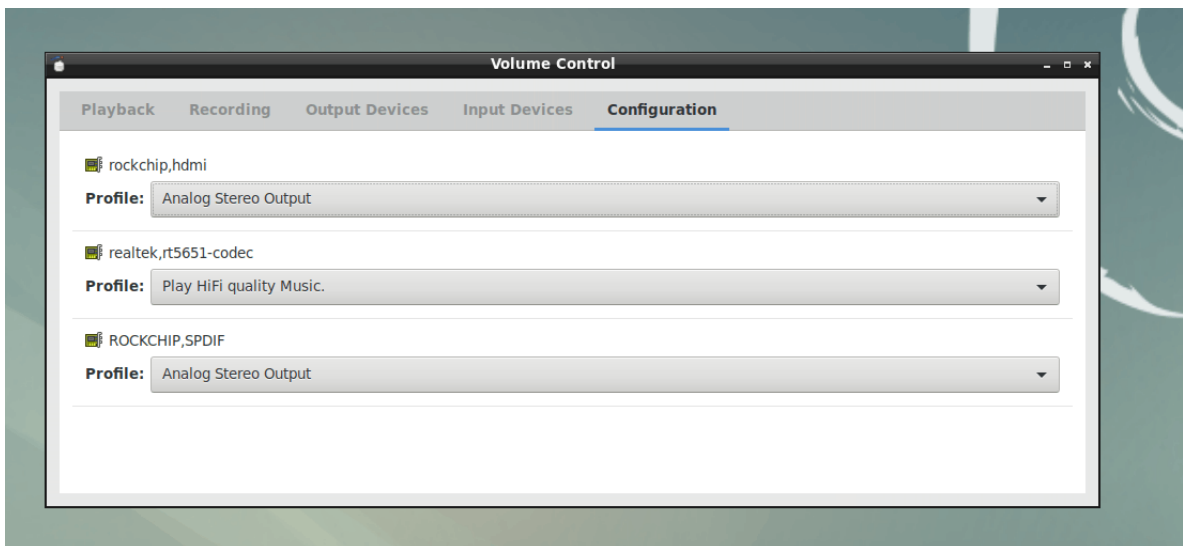 Volume Control
Playback Recording Output Devices Input Devices Configuration
rockchip,hdmi
Profile: Analog Stereo Output
realtek,rt5651-codec
Profile: Play HiFi quality Music.
ROCKCHIP,SPDIF
Profile: Analog Stereo Output